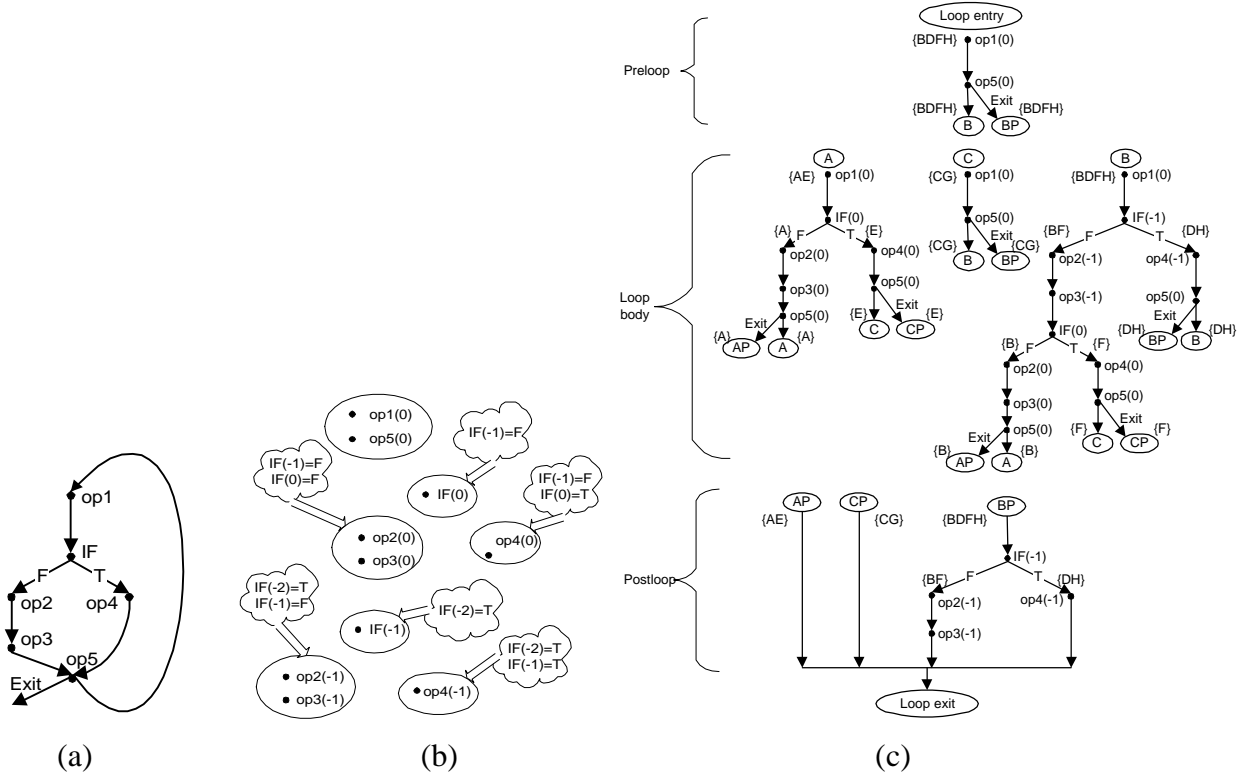 op1
IF
F
T
op2
op4
op3
op5
Exit
(a)
op1(0)
op5(0)
IF(-1)=F
IF(-1)=F
IF(0)=F
IF(0)
IF(-1)=F
IF(0)=T
op2(0)
op3(0)
op4(0)
IF(-2)=T
IF(-1)=F
IF(-1)
IF(-2)=T
IF(-2)=T
IF(-1)=T
op2(-1)
op3(-1)
op4(-1)
(b)
Preloop
Loop entry
{BDFH}
op1(0)
op5(0)
Exit
{BDFH}
{BDFH}
B
BP
Loop
body
A
{AE}
op1(0)
IF(0)
{A}
F
T
{E}
op2(0)
op4(0)
op3(0)
op5(0)
op5(0)
Exit
Exit
{A}
{A}
{E}
{E}
AP
A
C
CP
C
{CG}
op1(0)
op5(0)
Exit
{CG}
{CG}
B
BP
B
{BDFH}
op1(0)
IF(-1)
{BF}
F
T
{DH}
op2(-1)
op4(-1)
op3(-1)
op5(0)
Exit
{DH}
{DH}
BP
B
IF(0)
{B}
F
T
{F}
op2(0)
op4(0)
op3(0)
op5(0)
op5(0)
Exit
Exit
{B}
{B}
{F}
{F}
AP
A
C
CP
Postloop
AP
{AE}
CP
{CG}
BP
{BDFH}
IF(-1)
{BF}
F
T
{DH}
op2(-1)
op4(-1)
op3(-1)
Loop exit
(c)